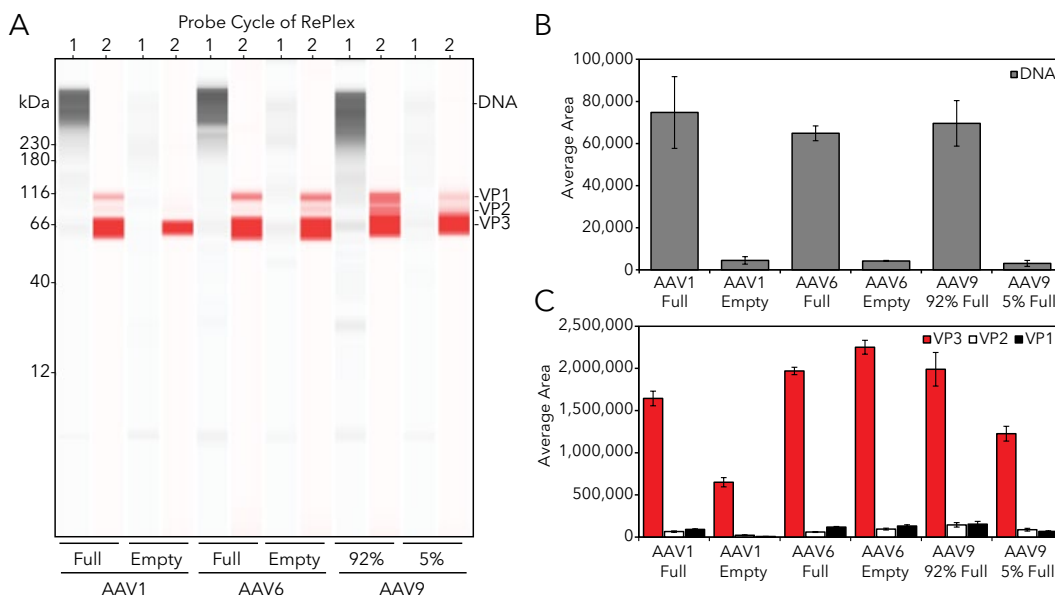 A
Probe Cycle of RePlex
1 2 1 2 1 2 1 2 1 2 1 2
kDa
230
180
116
66
40
12
DNA
VP1
VP2
VP3
Full Empty Full Empty 92% 5%
AAV1 AAV6 AAV9
B
DNA
Average Area
100,000
80,000
60,000
40,000
20,000
0
AAV1 AAV1 AAV6 AAV6 AAV9 AAV9
Full Empty Full Empty 92% Full 5% Full
C
VP3 VP2 VP1
Average Area
2,500,000
2,000,000
1,500,000
1,000,000
500,000
0
AAV1 AAV1 AAV6 AAV6 AAV9 AAV9
Full Empty Full Empty 92% Full 5% Full